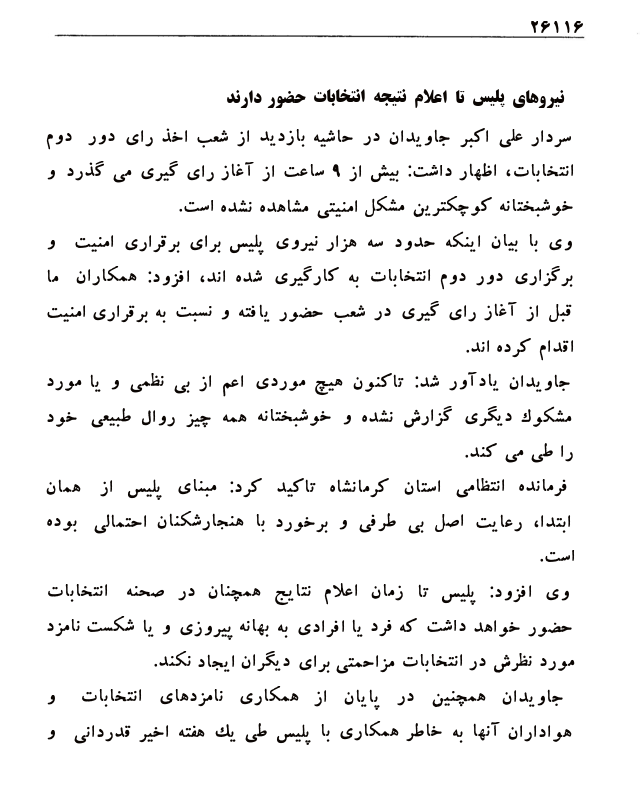 ۲۶۱۱۶
نیروهای پلیس تا اعلام نتیجه انتخابات حضور دارند
سردار علی اکبر جاویدان در حاشیه بازدید از شعب اخذ رای دور دوم
انتخابات، اظهار داشت: بیش از ۹ ساعت از آغاز رای گیری می گذرد و
خوشبختانه کوچکترین مشکل امنیتی مشاهده نشده است.
وی با بیان اینکه حدود سه هزار نیروی پلیس برای برقراری امنیت و
برگزاری دور دوم انتخابات به کارگیری شده اند، افزود: همکاران ما
قبل از آغاز رای گیری در شعب حضور یافته و نسبت به برقراری امنیت
اقدام کرده اند.
جاویدان یادآور شد: تاکنون هیچ موردی اعم از بی نظمی و یا مورد
مشکوك دیگری گزارش نشده و خوشبختانه همه چیز روال طبیعی خود
را طی می کند.
فرمانده انتظامی استان کرمانشاه تاکید کرد: مبنای پلیس از همان
ابتدا، رعایت اصل بی طرفی و برخورد با هنجارشکنان احتمالی بوده
است.
وی افزود: پلیس تا زمان اعلام نتایج همچنان در صحنه انتخابات
حضور خواهد داشت که فرد یا افرادی به بهانه پیروزی و یا شکست نامزد
مورد نظرش در انتخابات مزاحمتی برای دیگران ایجاد نکند.
جاویدان همچنین در پایان از همکاری نامزدهای انتخابات و
هواداران آنها به خاطر همکاری با پلیس طی یك هفته اخیر قدردانی و